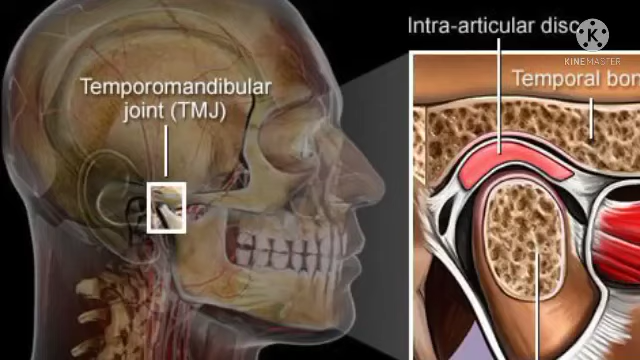 Intra-articular disc
KINEMASTER
Temporal bon
Temporomandibular
joint (TMJ)